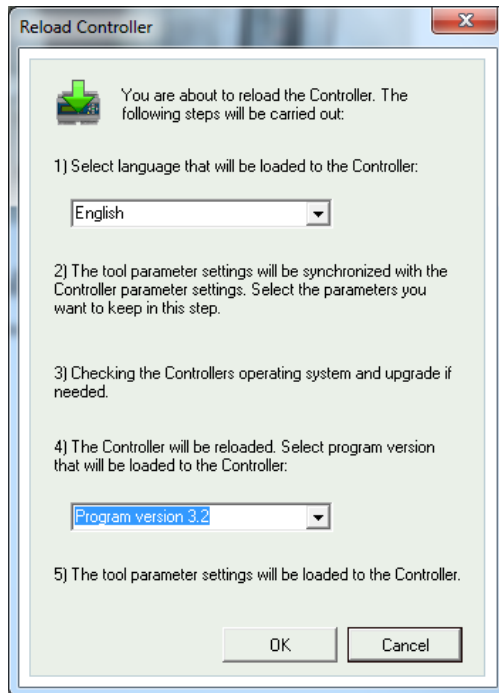 Reload Controller
You are about to reload the Controller. The
following steps will be carried out:
1) Select language that will be loaded to the Controller:
English
2) The tool parameter settings will be synchronized with the
Controller parameter settings. Select the parameters you
want to keep in this step.
3) Checking the Controllers operating system and upgrade if
needed.
4) The Controller will be reloaded. Select program version
that will be loaded to the Controller:
Program version 3.2
5) The tool parameter settings will be loaded to the Controller.
OK
Cancel